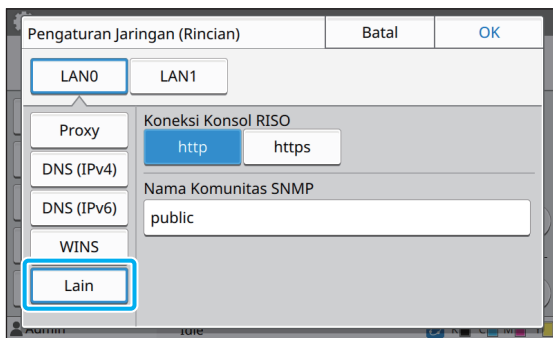 Pengaturan Jaringan (Rincian) Batal OK
LAN0 LAN1
Proxy
DNS (IPv4)
DNS (IPv6)
WINS
Lain
Koneksi Konsol RISO
http https
Nama Komunitas SNMP
public
Admin Idle K C M Y